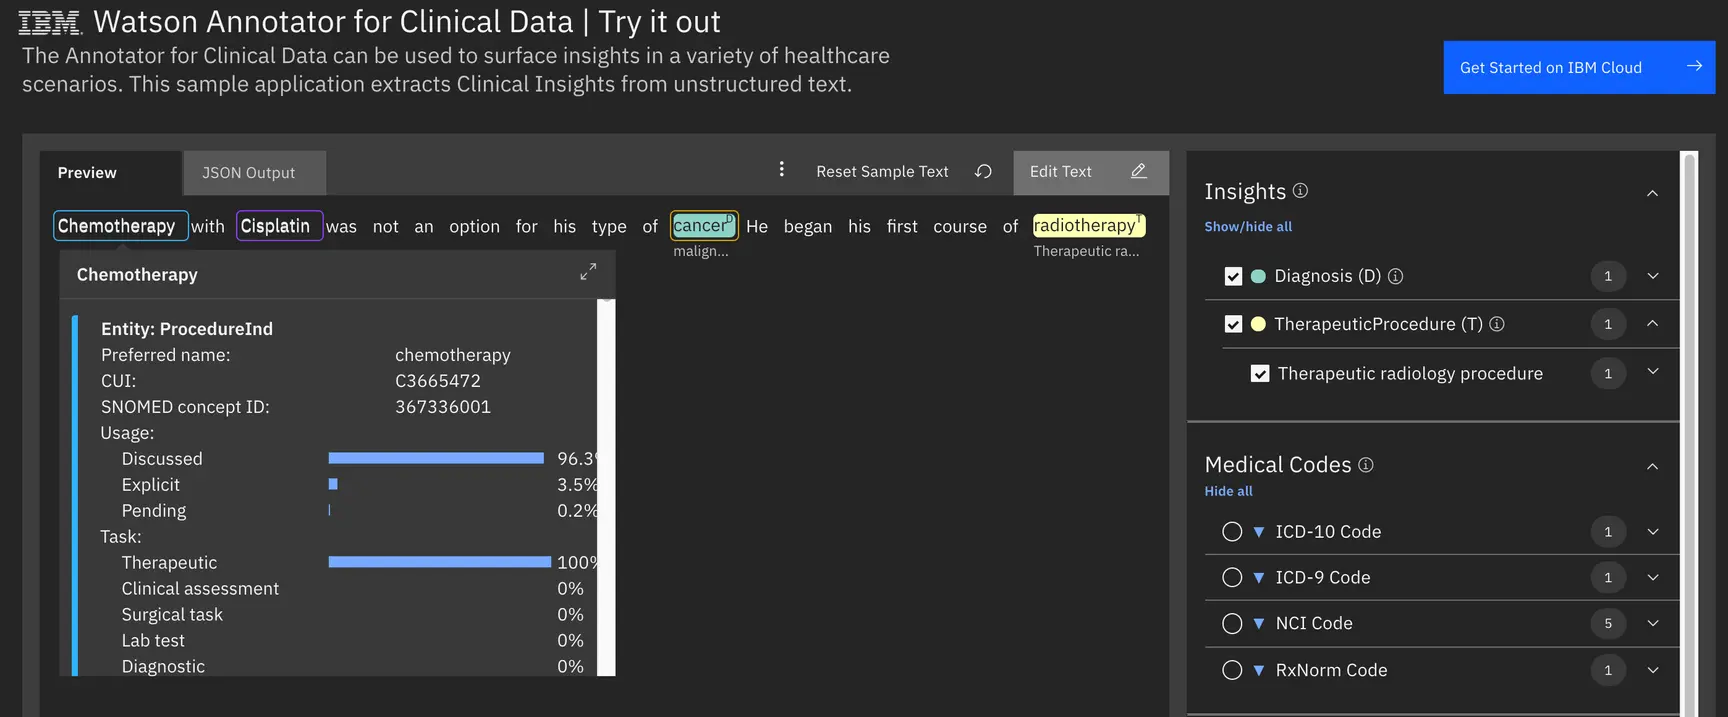 IBM Watson Annotator for Clinical Data | Try it out
The Annotator for Clinical Data can be used to surface insights in a variety of healthcare
scenarios. This sample application extracts Clinical Insights from unstructured text.
Get Started on IBM Cloud
Preview
JSON Output
Reset Sample Text
Edit Text
Chemotherapy with Cisplatin was not an option for his type of cancer D He began his first course of radiotherapy T
malign...
Therapeutic ra...
Chemotherapy
Entity: ProcedureInd
Preferred name: chemotherapy
CUI: C3665472
SNOMED concept ID: 367336001
Usage:
Discussed 96.3%
Explicit 3.5%
Pending 0.2%
Task:
Therapeutic 100%
Clinical assessment 0%
Surgical task 0%
Lab test 0%
Diagnostic 0%
Insights
Show/hide all
Diagnosis (D) 1
TherapeuticProcedure (T) 1
Therapeutic radiology procedure 1
Medical Codes
Hide all
ICD-10 Code 1
ICD-9 Code 1
NCI Code 5
RxNorm Code 1